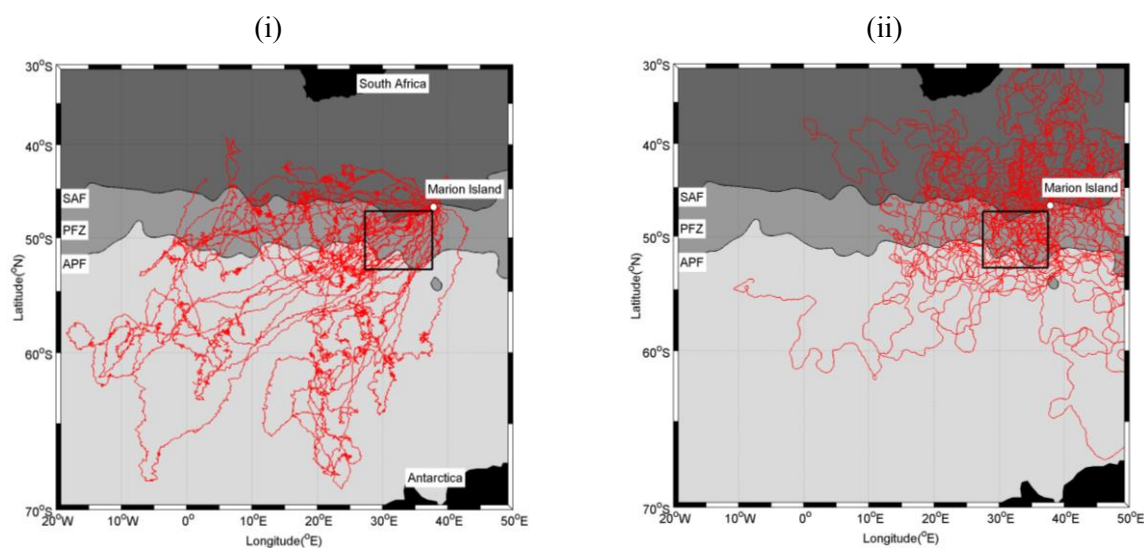 (i)
30°S
40°S
50°S
60°S
70°S
Latitude(°N)
SAF
PFZ
APF
South Africa
Marion Island
Antarctica
20°W
10°W
0°
10°E
20°E
30°E
40°E
50°E
Longitude(°E)
(ii)
30°S
40°S
50°S
60°S
70°S
Latitude(°N)
SAF
PFZ
APF
Marion Island
20°W
10°W
0°
10°E
20°E
30°E
40°E
50°E
Longitude(°E)